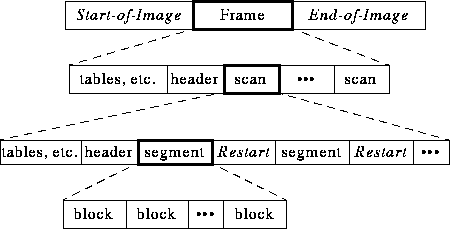 Start-of-Image Frame End-of-Image
tables, etc. header scan ••• scan
tables, etc. header segment Restart segment Restart •••
block block ••• block